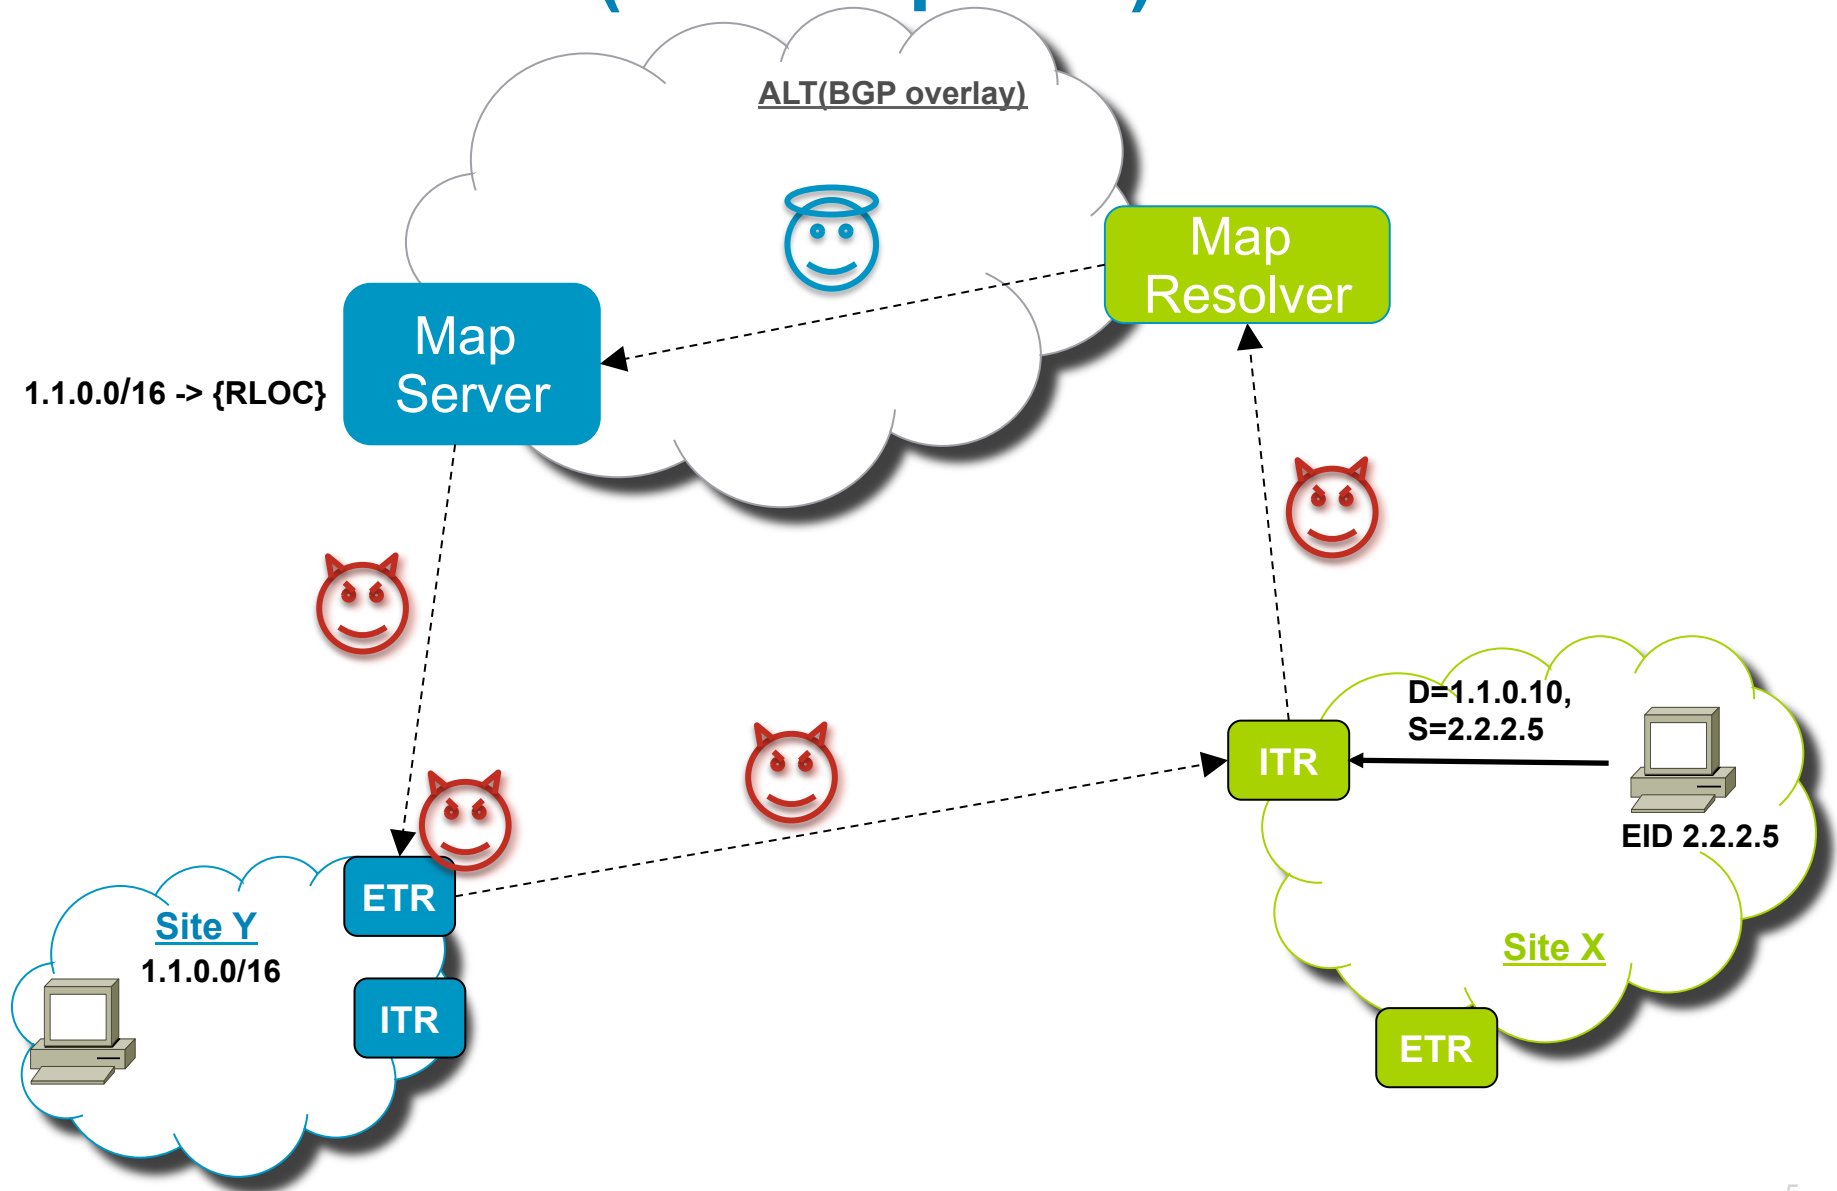 ALT(BGP overlay)
Map
Resolver
Map
Server
1.1.0.0/16 -> {RLOC}
D=1.1.0.10,
S=2.2.2.5
ITR
EID 2.2.2.5
ETR
Site Y
1.1.0.0/16
ITR
Site X
ETR